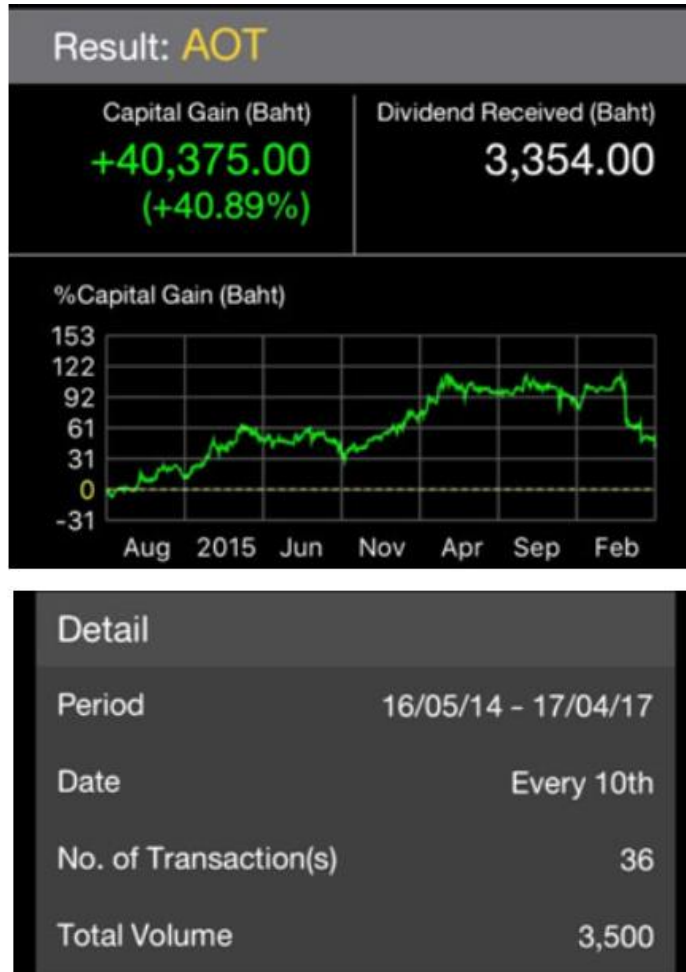 Result: AOT
Capital Gain (Baht)
+40,375.00
(+40.89%)
Dividend Received (Baht)
3,354.00
%Capital Gain (Baht)
153
122
92
61
31
0
-31
Aug 2015 Jun Nov Apr Sep Feb
Detail
Period 16/05/14 - 17/04/17
Date Every 10th
No. of Transaction(s) 36
Total Volume 3,500